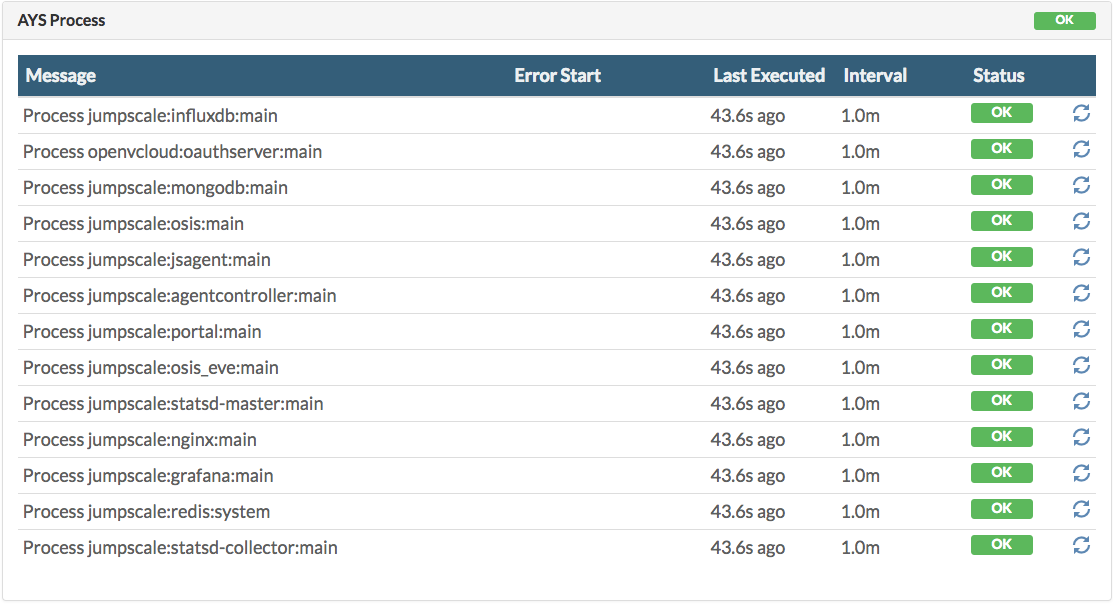 AYS Process OK
Message Error Start Last Executed Interval Status
Process jumpscale:influxdb:main 43.6s ago 1.0m OK
Process openvcloud:oauthserver:main 43.6s ago 1.0m OK
Process jumpscale:mongodb:main 43.6s ago 1.0m OK
Process jumpscale:osis:main 43.6s ago 1.0m OK
Process jumpscale:jsagent:main 43.6s ago 1.0m OK
Process jumpscale:agentcontroller:main 43.6s ago 1.0m OK
Process jumpscale:portal:main 43.6s ago 1.0m OK
Process jumpscale:osis_eve:main 43.6s ago 1.0m OK
Process jumpscale:statsd-master:main 43.6s ago 1.0m OK
Process jumpscale:nginx:main 43.6s ago 1.0m OK
Process jumpscale:grafana:main 43.6s ago 1.0m OK
Process jumpscale:redis:system 43.6s ago 1.0m OK
Process jumpscale:statsd-collector:main 43.6s ago 1.0m OK